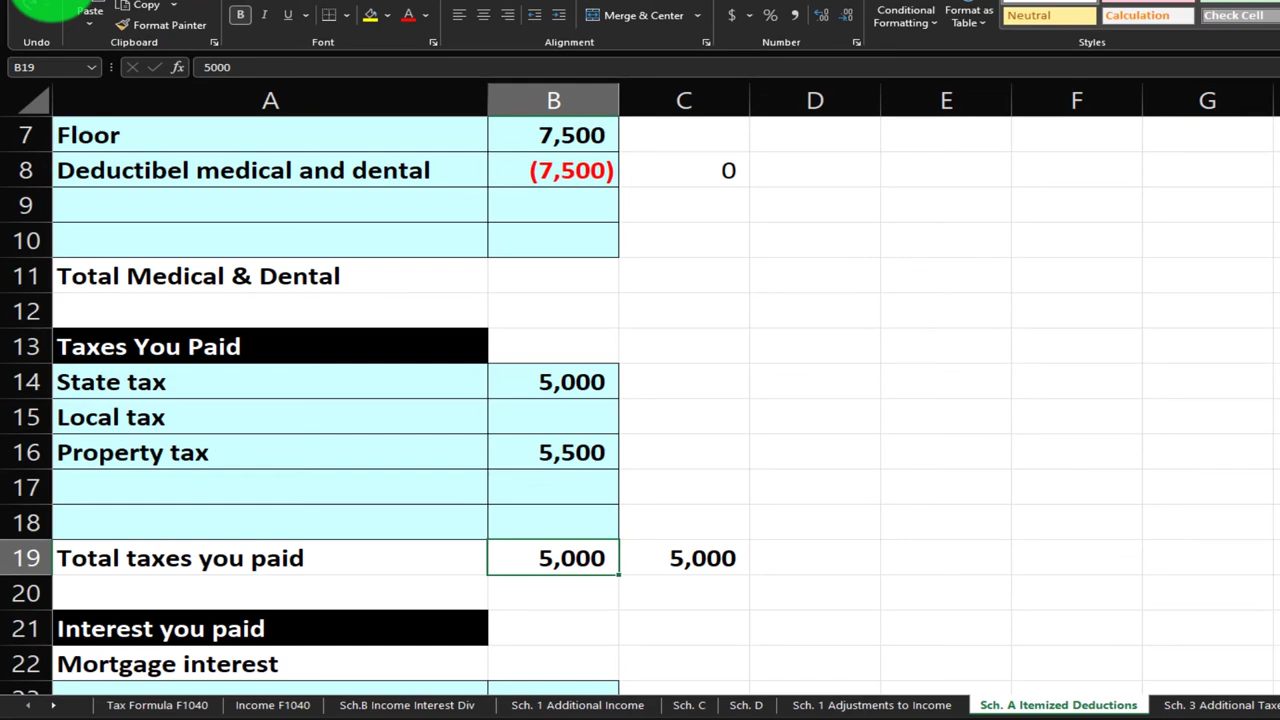 Paste Copy
Format Painter
B I U A
Merge & Center
$ % 9
Conditional Formatting
Format as Table
Neutral Calculation Check Cell
Undo Clipboard Font Alignment Number Styles
B19 fx 5000
A B C D E F G
7 Floor 7,500
8 Deductibel medical and dental (7,500) 0
9
10
11 Total Medical & Dental
12
13 Taxes You Paid
14 State tax 5,000
15 Local tax
16 Property tax 5,500
17
18
19 Total taxes you paid 5,000 5,000
20
21 Interest you paid
22 Mortgage interest
Tax Formula F1040 Income F1040 Sch.B Income Interest Div Sch. 1 Additional Income Sch. C Sch. D Sch. 1 Adjustments to Income Sch. A Itemized Deductions Sch. 3 Additional Taxe